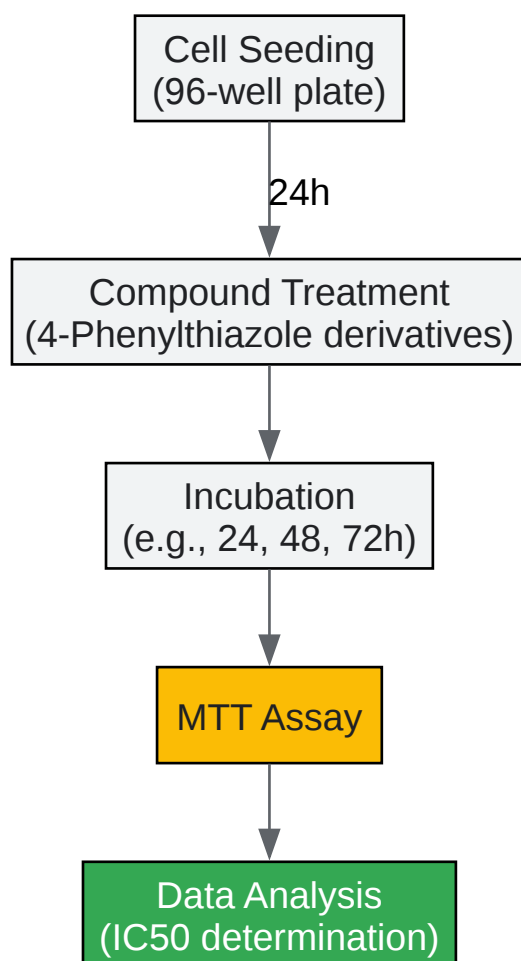 Cell Seeding
(96-well plate)
24h
Compound Treatment
(4-Phenylthiazole derivatives)
Incubation
(e.g., 24, 48, 72h)
MTT Assay
Data Analysis
(IC50 determination)